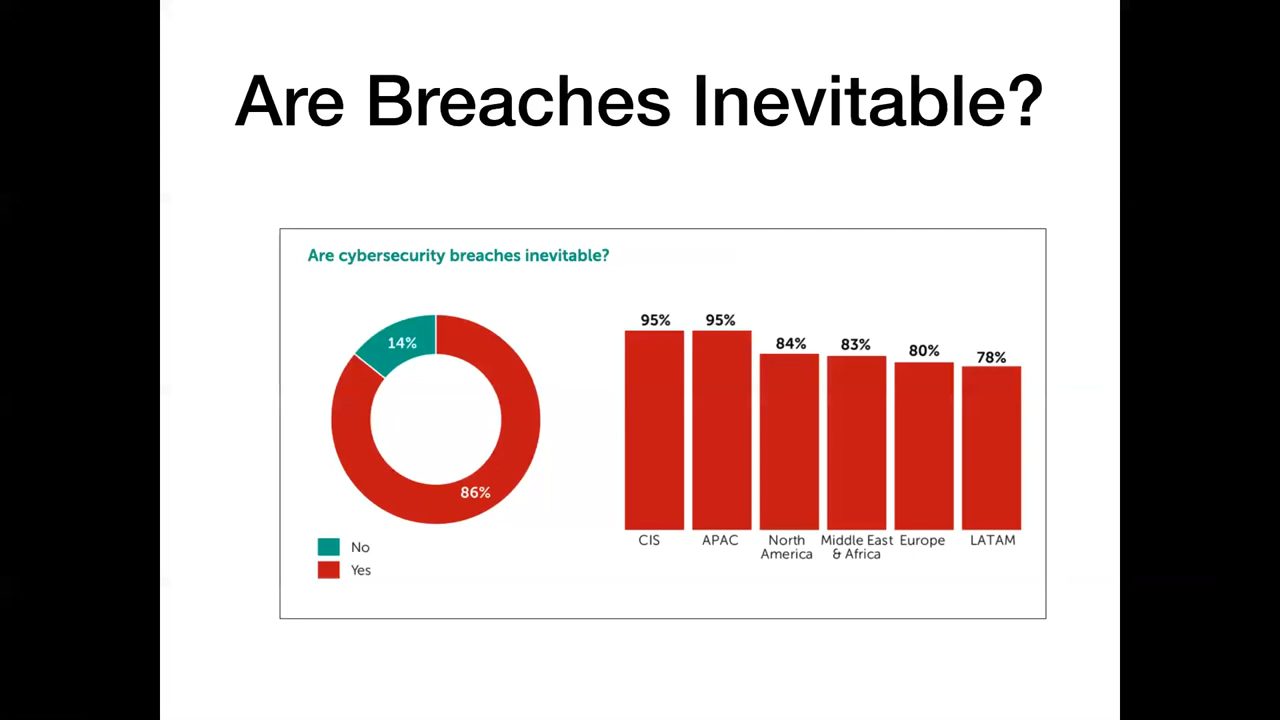 Are Breaches Inevitable?
Are cybersecurity breaches inevitable?
14%
86%
No
Yes
95%
95%
84%
83%
80%
78%
CIS
APAC
North
America
Middle East
& Africa
Europe
LATAM